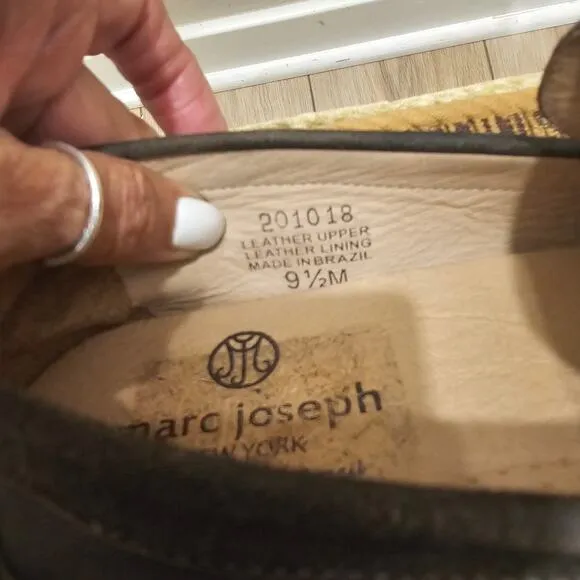 201018
LEATHER UPPER
LEATHER LINING
MADE IN BRAZIL
9½M
marc joseph
NEW YORK